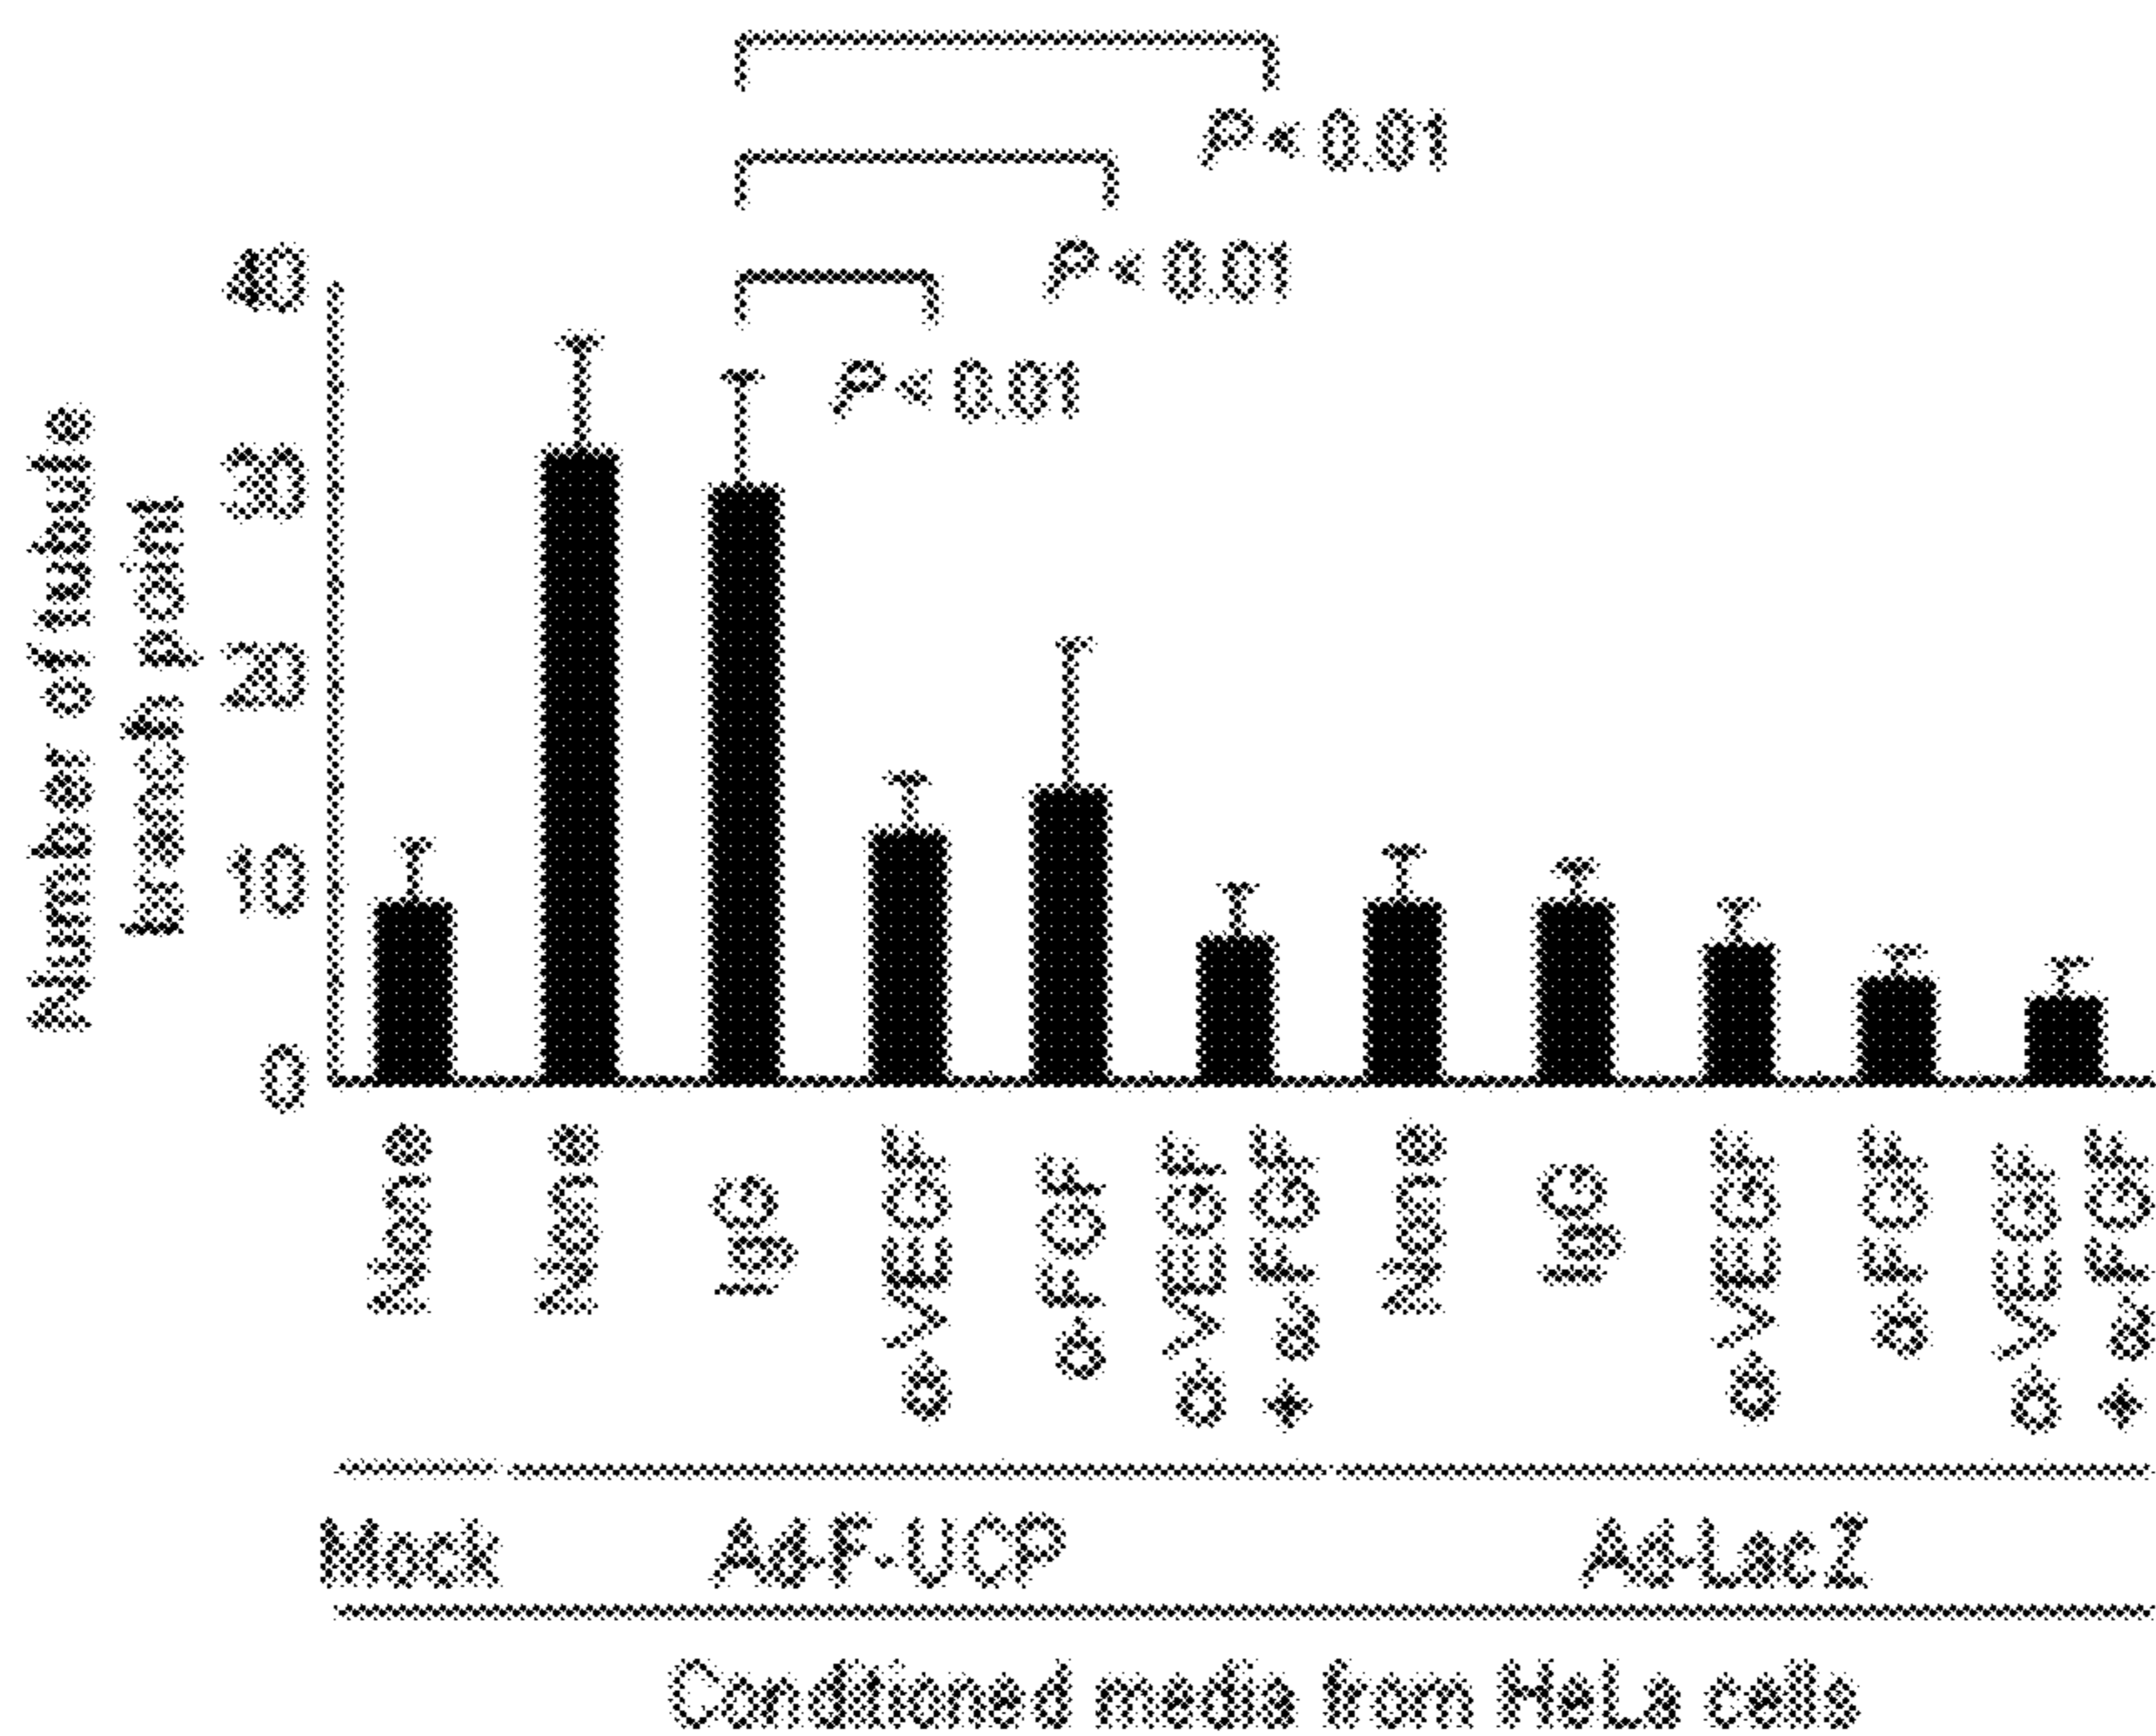 P < 0.01
P < 0.01
P < 0.01
Number of tubule
branch point
40
30
20
10
0
None
None
IgG
α-VEGF
α-FGF
α-VEGF
+ α-FGF
None
IgG
α-VEGF
α-FGF
α-VEGF
+ α-FGF
Mock
Ad-F-UCP
Ad-LacZ
Conditioned media from HeLa cells